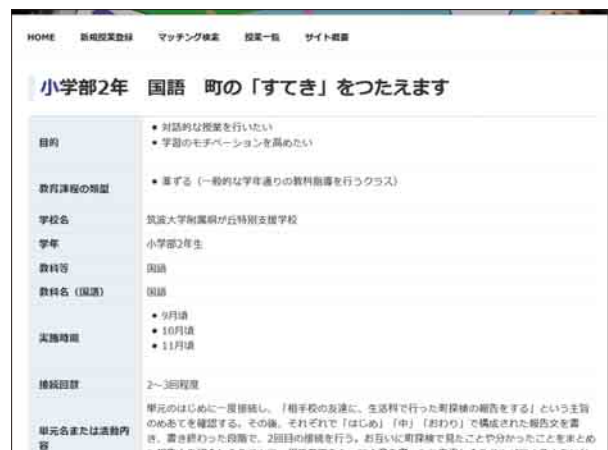 HOME 新規授業登録 マッチング検索 授業一覧 サイト概要
小学部2年 国語 町の「すてき」をつたえます
目的
• 対話的な授業を行いたい
• 学習のモチベーションを高めたい
教育課程の類型
• 準ずる(一般的な学年通りの教科指導を行うクラス)
学校名 筑波大学附属桐が丘特別支援学校
学年 小学部2年生
教科等 国語
教科名(国語) 国語
実施時期
• 9月頃
• 10月頃
• 11月頃
接続回数 2~3回程度
単元名または活動内容
単元のはじめに一度接続し、「相手校の友達に、生活科で行った町探検の報告をする」という主旨
のめあてを確認する。その後、それぞれで「はじめ」「中」「おわり」で構成された報告文を書
き、書き終わった段階で、2回目の接続を行う。お互いに町探検で見たことや分かったことをまとめ